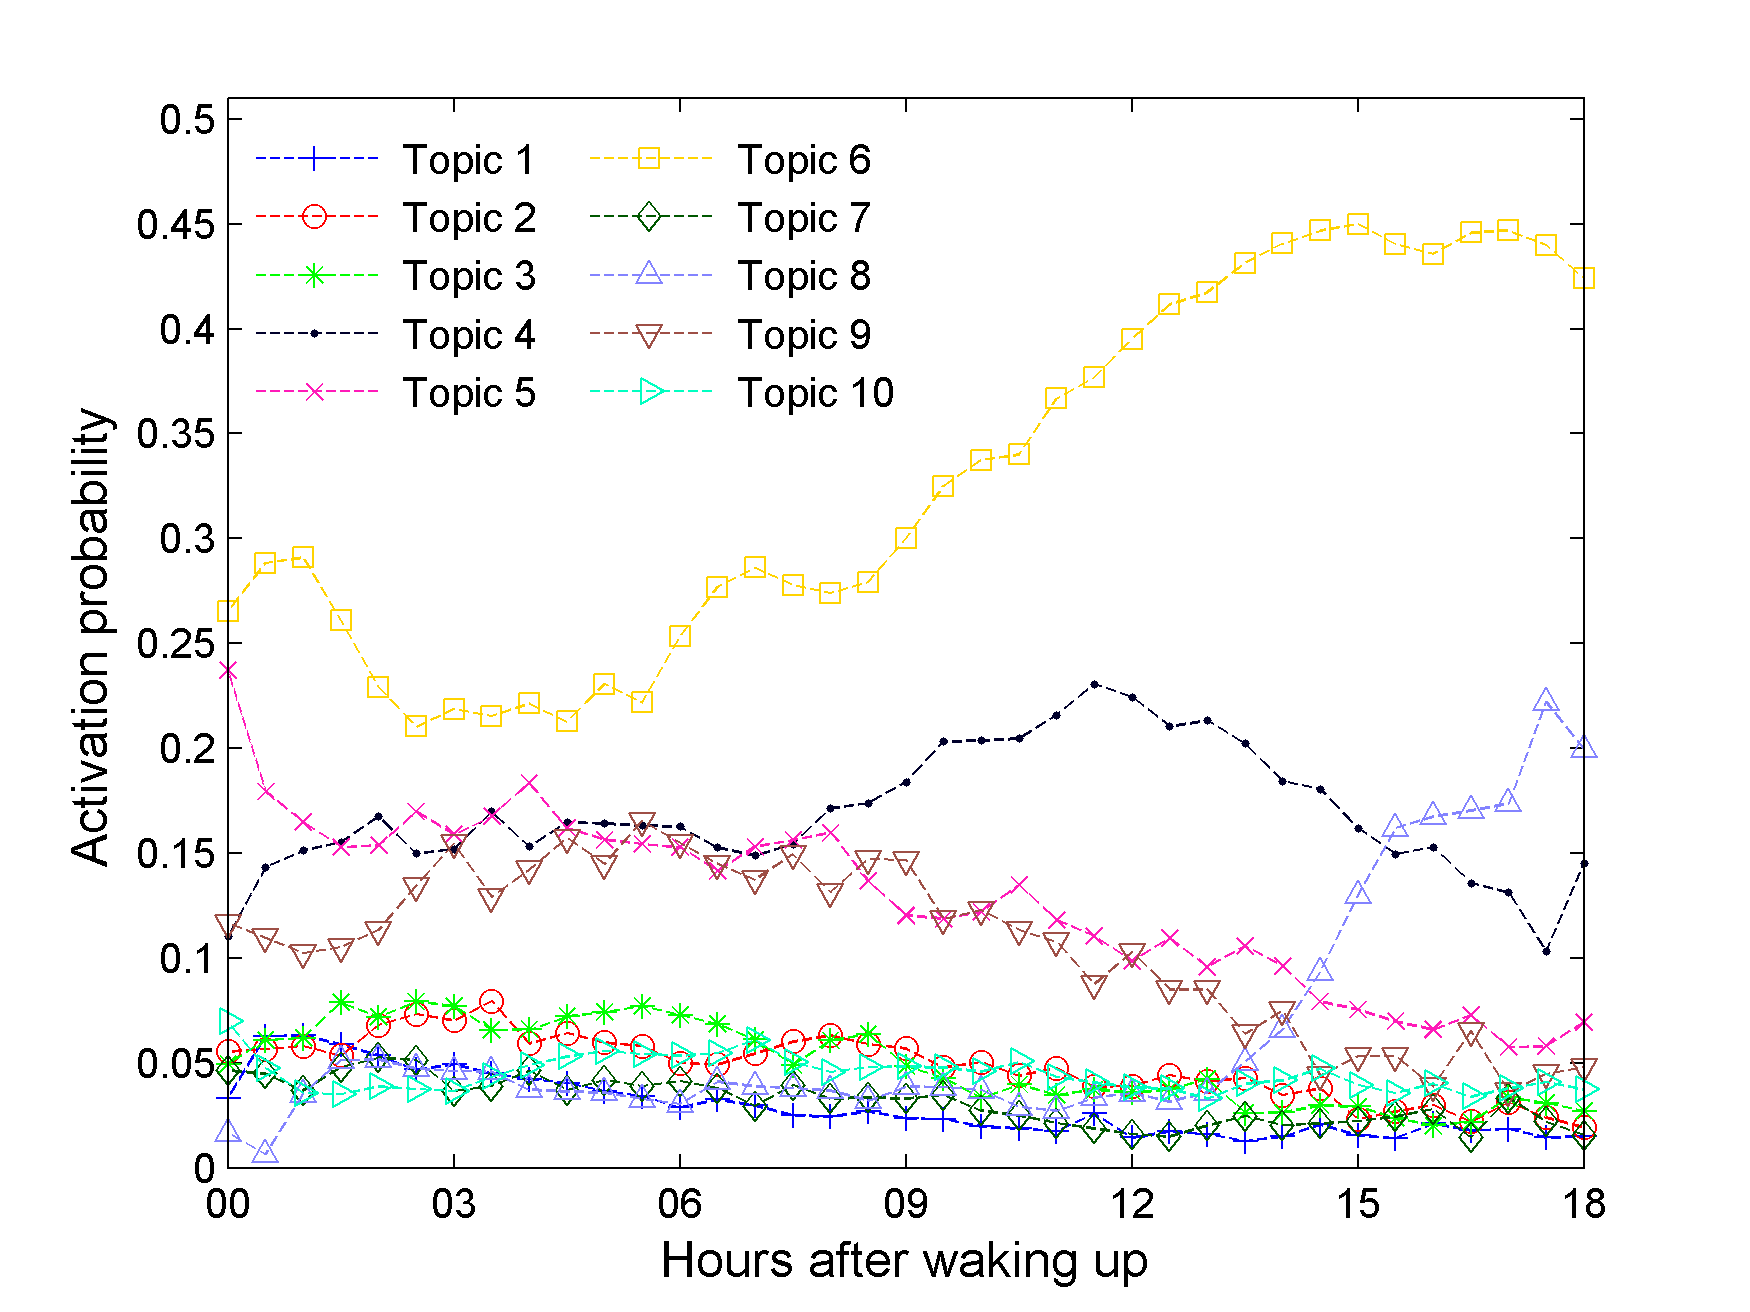 0.5
0.45
0.4
0.35
0.3
0.25
0.2
0.15
0.1
0.05
0
Activation probability
Topic 1
Topic 2
Topic 3
Topic 4
Topic 5
Topic 6
Topic 7
Topic 8
Topic 9
Topic 10
00 03 06 09 12 15 18
Hours after waking up